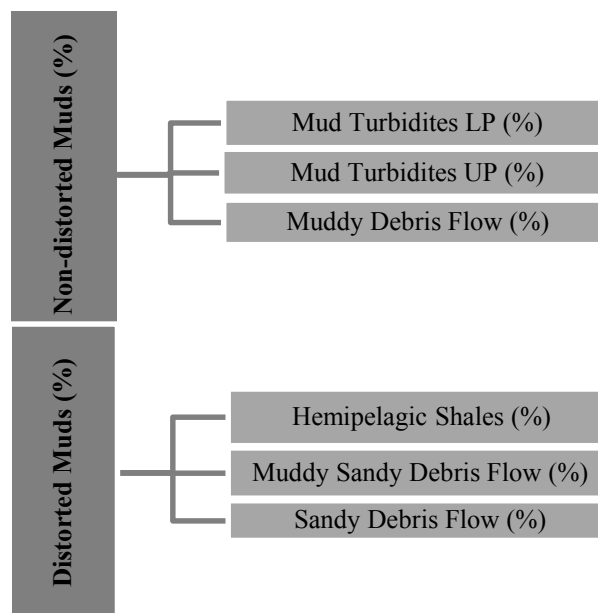 Non-distorted Muds (%)
Mud Turbidites LP (%)
Mud Turbidites UP (%)
Muddy Debris Flow (%)
Distorted Muds (%)
Hemipelagic Shales (%)
Muddy Sandy Debris Flow (%)
Sandy Debris Flow (%)